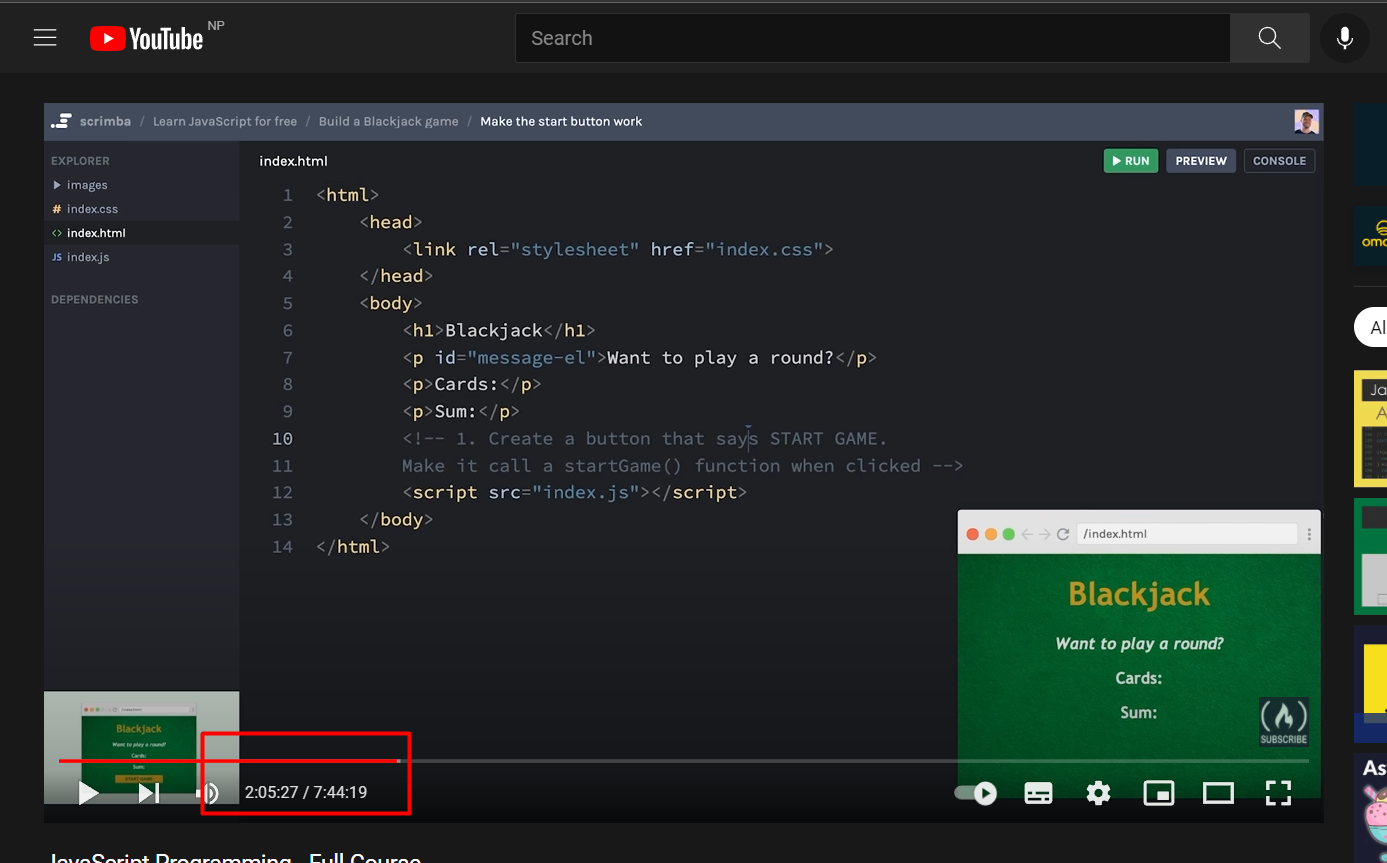 YouTube NP
Search
scrimba / Learn JavaScript for free / Build a Blackjack game / Make the start button work
EXPLORER
images
# index.css
<> index.html
JS index.js
DEPENDENCIES
index.html
RUN
PREVIEW
CONSOLE
1 <html>
2 <head>
3 <link rel="stylesheet" href="index.css">
4 </head>
5 <body>
6 <h1>Blackjack</h1>
7 <p id="message-el">Want to play a round?</p>
8 <p>Cards:</p>
9 <p>Sum:</p>
10 <!-- 1. Create a button that says START GAME.
11 Make it call a startGame() function when clicked -->
12 <script src="index.js"></script>
13 </body>
14 </html>
/index.html
Blackjack
Want to play a round?
Cards:
Sum:
SUBSCRIBE
Blackjack
Want to play a round?
Cards:
Sum:
START GAME
2:05:27 / 7:44:19
JavaScript Programming - Full Course